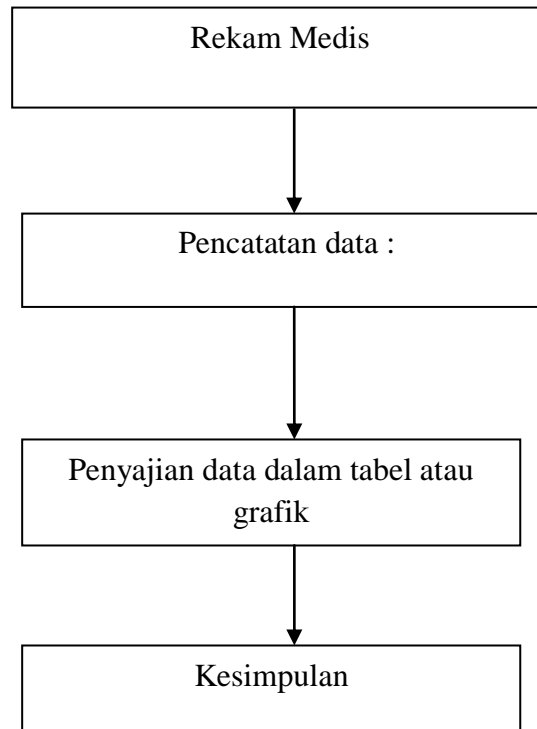 Rekam Medis
Pencatatan data :
Penyajian data dalam tabel atau
grafik
Kesimpulan